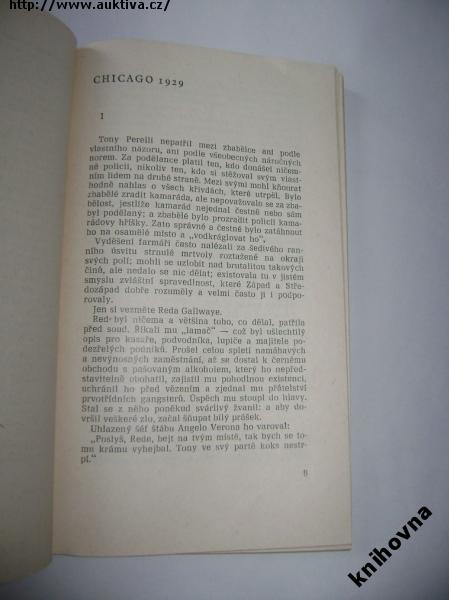 http://www.auktiva.cz/
CHICAGO 1929
1
Tony Perelli nepatřil mezi zbabělce ani podle
vlastního názoru, ani podle všeobecných náročných
norem. Za podělance platil ten, kdo donášel ničem-
né policii, nikoliv ten, kdo si stěžoval svým vlast-
ním lidem na druhé straně. Mezi svými mohl kňourat
hodně nahlas o všech křivdách, které utrpěl. Bylo
zbabělé zradit kamaráda, ale nepovažovalo se za zba-
bělost, jestliže kamarád nejednal čestně nebo sám
byl podělaný; a zbabělé bylo prozradit policii kama-
rádovy hříšky. Zato správné a čestné bylo zatáhnout
ho na osamělé místo a „vodkráglovat ho“.
Vyděšení farmáři často nalézali za šedivého ran-
ního úsvitu strnulé mrtvoly roztažené na okraji
svých polí; mohli se uzlobit nad brutalitou takových
činů, ale nedalo se nic dělat; existovala tu v jistém
smyslu zvláštní spravedlnost, které Západ a Stře-
dozápad dobře rozuměly a velmi často ji i podpo-
rovaly.
Jen si vezměte Reda Gallwaye.
Red byl ničema a většina toho, co dělal, patřila
před soud. Říkali mu „lamač“ — což byl ušlechtilý
opis pro kasaře, podvodníka, lupiče a majitele po-
dezřelých podniků. Prošel celou spletí namáhavých
a nevýnosných zaměstnání, až se dostal k černému
obchodu s pašovaným alkoholem, který ho nepřed-
stavitelně obohatil, zajistil mu pohodlnou existenci,
uchránil ho před vězením a zjednal mu přátelství
prvotřídních gangsterů. Úspěch mu stoupl do hlavy.
Stal se z něho poněkud svárlivý žvanil: a aby do-
vršil veškeré zlo, začal šňupat bílý prášek.
Uhlazený šéf štábu Angelo Verona ho varoval:
„Poslyš, Rede, bejt na tvým místě, tak bych se to-
mu krámu vyhejbal. Tony ve svý partě koks nestr-
pí.“
knihovna